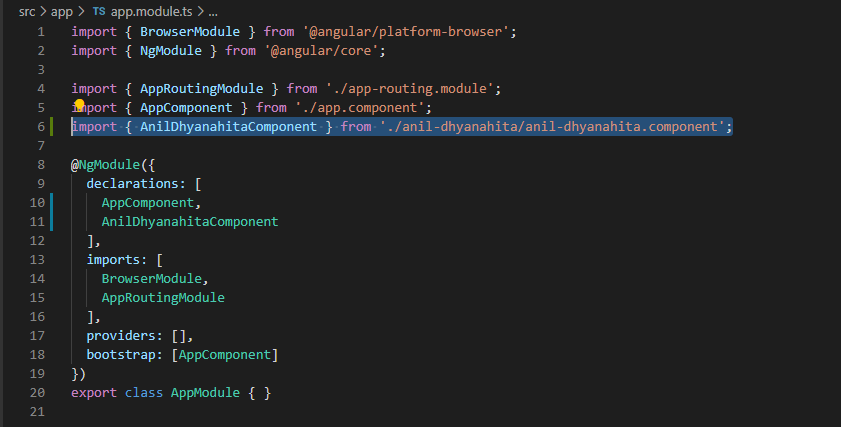 src > app > TS app.module.ts > ...
1 import { BrowserModule } from '@angular/platform-browser';
2 import { NgModule } from '@angular/core';
3
4 import { AppRoutingModule } from './app-routing.module';
5 import { AppComponent } from './app.component';
6 import { AnilDhyanahitaComponent } from './anil-dhyanahita/anil-dhyanahita.component';
7
8 @NgModule({
9   declarations: [
10     AppComponent,
11     AnilDhyanahitaComponent
12   ],
13   imports: [
14     BrowserModule,
15     AppRoutingModule
16   ],
17   providers: [],
18   bootstrap: [AppComponent]
19 })
20 export class AppModule { }
21